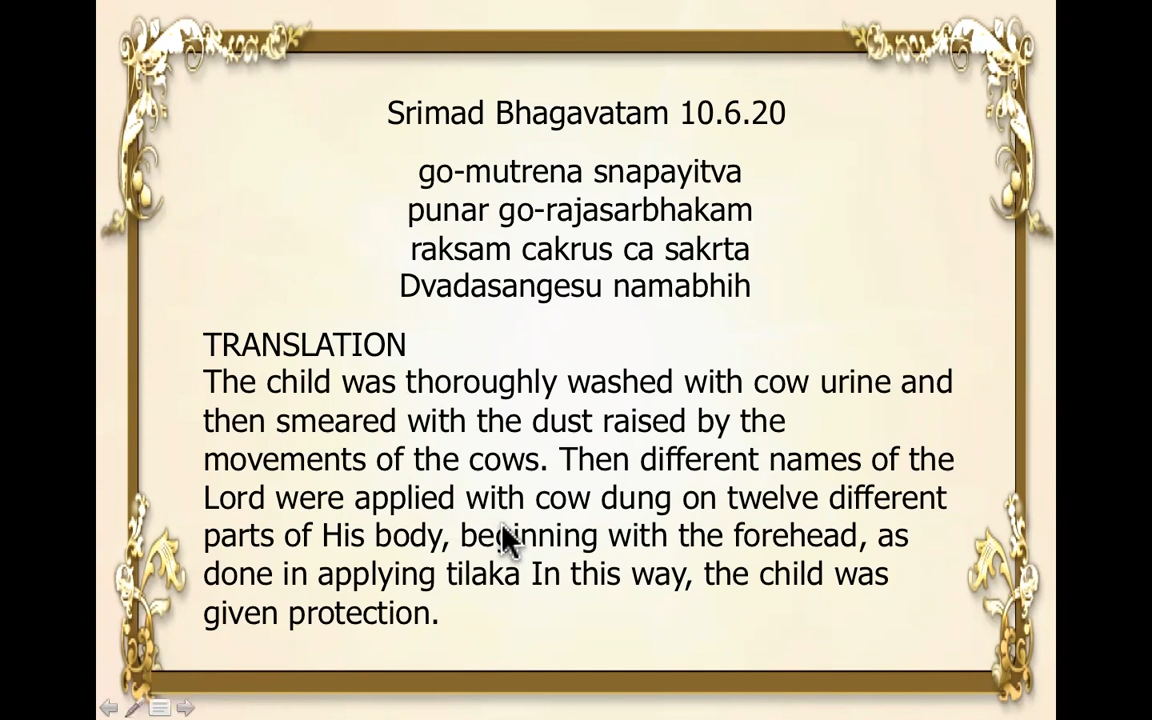 Srimad Bhagavatam 10.6.20
go-mutrena snapayitva
punar go-rajasarbhakam
raksam cakrus ca sakrta
Dvadasangesu namabhih
TRANSLATION
The child was thoroughly washed with cow urine and
then smeared with the dust raised by the
movements of the cows. Then different names of the
Lord were applied with cow dung on twelve different
parts of His body, beginning with the forehead, as
done in applying tilaka In this way, the child was
given protection.